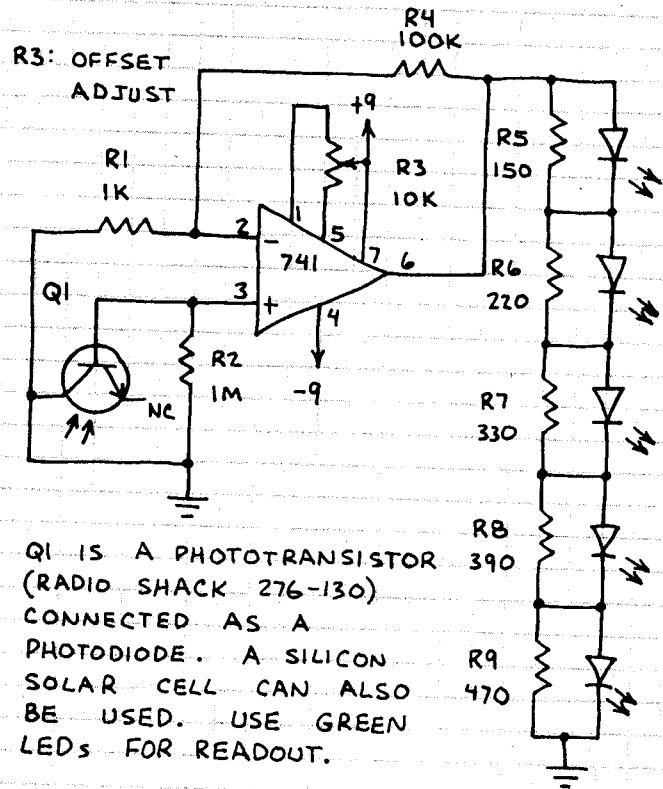 R4
100K
R3: OFFSET
ADJUST
+9
R1
1K
R3
10K
R5
150
1
2
-
5
741
7
6
R6
220
Q1
3
+
4
R2
1M
NC
-9
R7
330
R8
390
R9
470
Q1 IS A PHOTOTRANSISTOR
(RADIO SHACK 276-130)
CONNECTED AS A
PHOTODIODE. A SILICON
SOLAR CELL CAN ALSO
BE USED. USE GREEN
LEDs FOR READOUT.